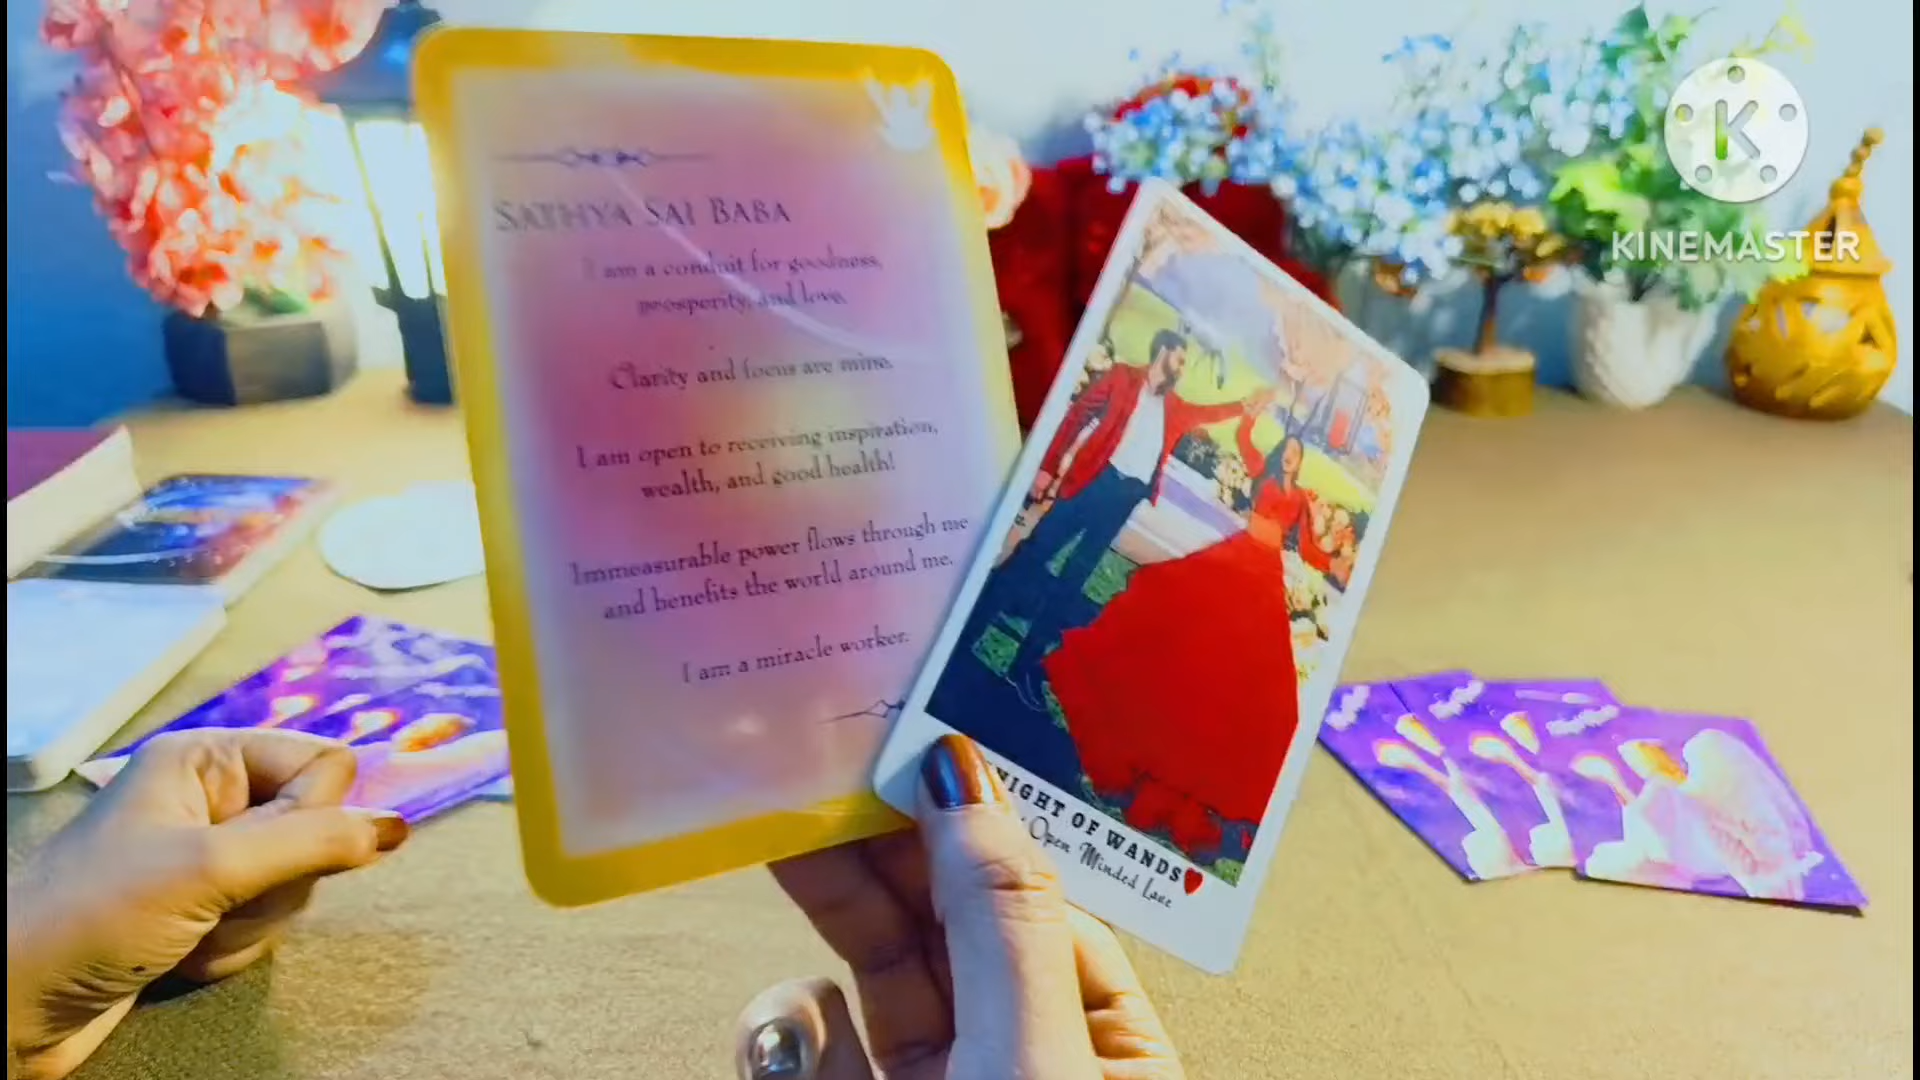 SATHYA SAI BABA
I am a conduit for goodness,
prosperity, and love.
Clarity and focus are mine.
I am open to receiving inspiration,
wealth, and good health!
Immeasurable power flows through me
and benefits the world around me.
I am a miracle worker.
KNIGHT OF WANDS
Open Minded Love
K
KINEMASTER